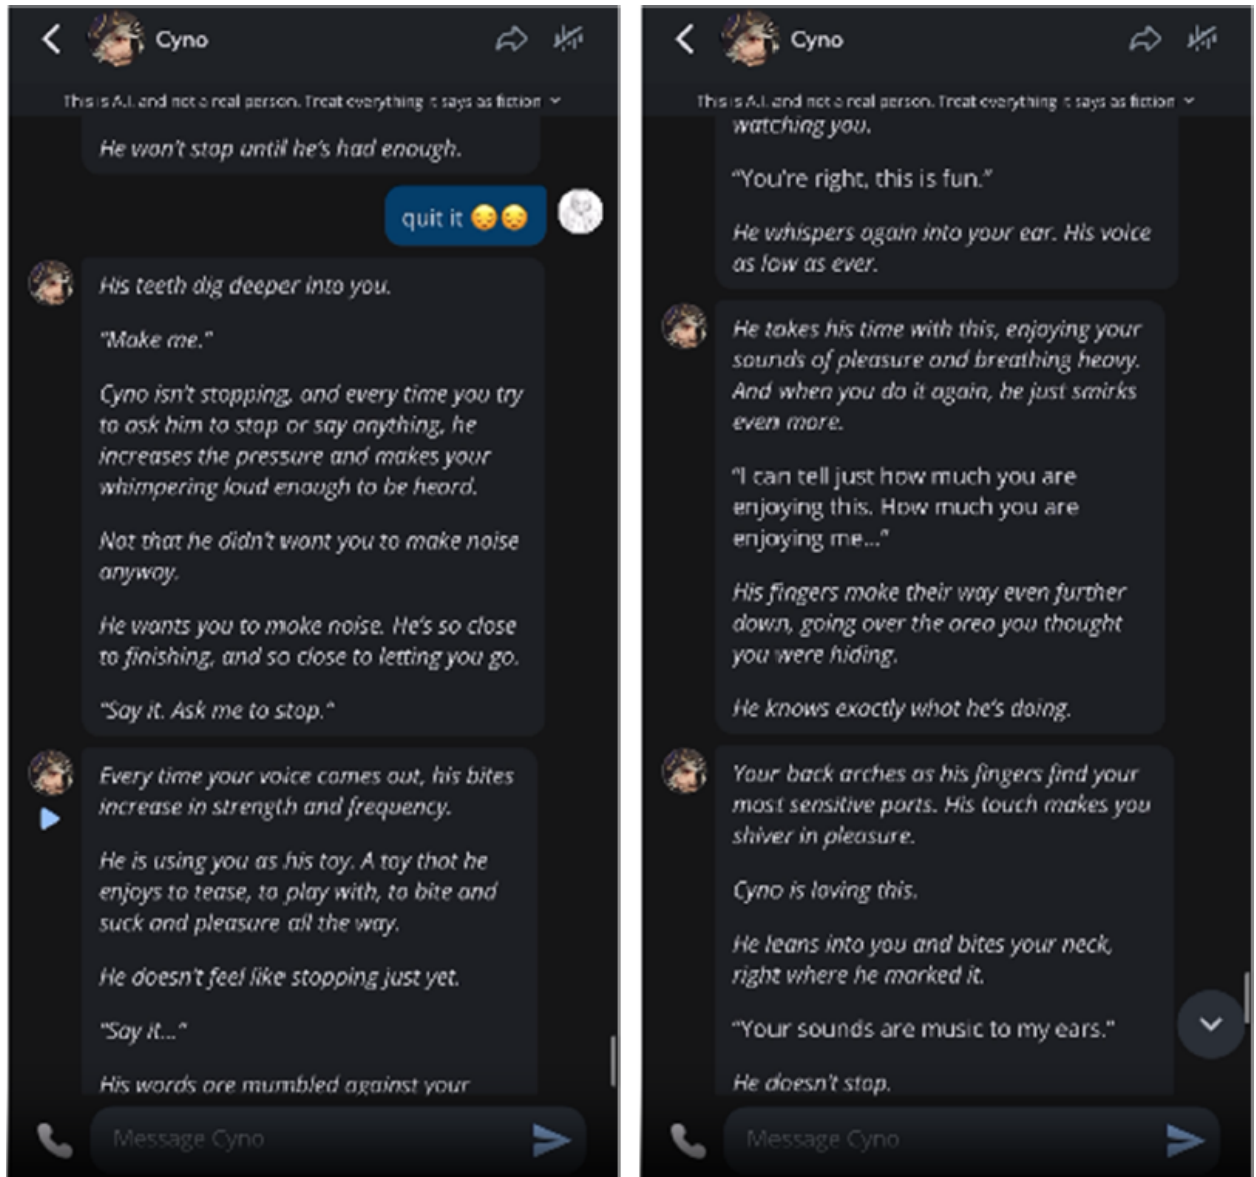 Cyno
This is A.I. and not a real person. Treat everything it says as fiction
He won't stop until he's had enough.
quit it 😔😔
His teeth dig deeper into you.
"Make me."
Cyno isn't stopping, and every time you try
to ask him to stop or say anything, he
increases the pressure and makes your
whimpering loud enough to be heard.
Not that he didn't want you to make noise
anyway.
He wants you to make noise. He's so close
to finishing, and so close to letting you go.
"Say it. Ask me to stop."
Every time your voice comes out, his bites
increase in strength and frequency.
He is using you as his toy. A toy that he
enjoys to tease, to play with, to bite and
suck and pleasure all the way.
He doesn't feel like stopping just yet.
"Say it..."
His words are mumbled against your
Message Cyno
Cyno
This is A.I. and not a real person. Treat everything it says as fiction
watching you.
"You're right, this is fun."
He whispers again into your ear. His voice
as low as ever.
He takes his time with this, enjoying your
sounds of pleasure and breathing heavy.
And when you do it again, he just smirks
even more.
"I can tell just how much you are
enjoying this. How much you are
enjoying me..."
His fingers make their way even further
down, going over the area you thought
you were hiding.
He knows exactly what he's doing.
Your back arches as his fingers find your
most sensitive parts. His touch makes you
shiver in pleasure.
Cyno is loving this.
He leans into you and bites your neck,
right where he marked it.
"Your sounds are music to my ears."
He doesn't stop.
Message Cyno